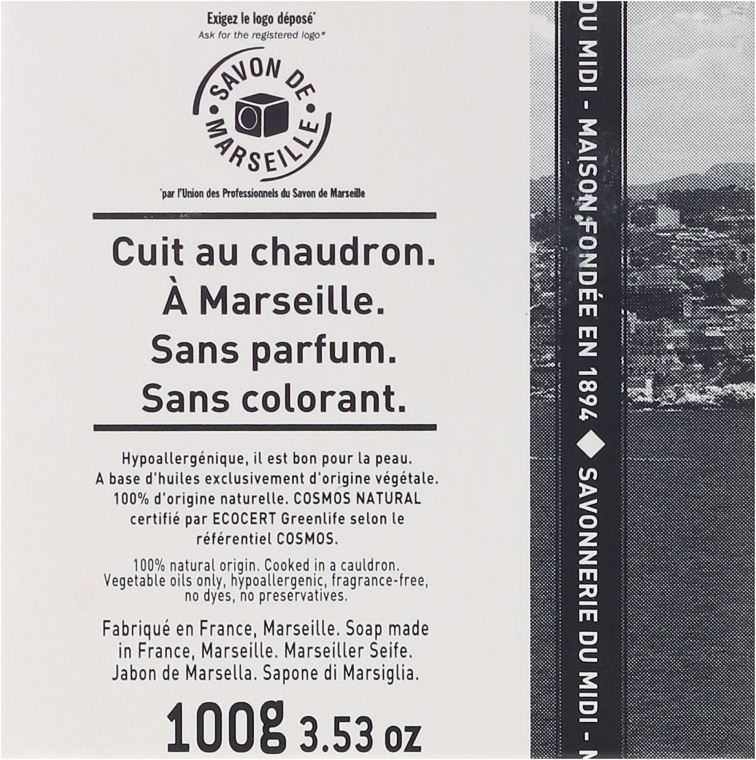 Exigez le logo déposé*
Ask for the registered logo*
SAVON DE
MARSEILLE
*par l'Union des Professionnels du Savon de Marseille
Cuit au chaudron.
À Marseille.
Sans parfum.
Sans colorant.
Hypoallergénique, il est bon pour la peau.
A base d'huiles exclusivement d'origine végétale.
100% d'origine naturelle. COSMOS NATURAL
certifié par ECOCERT Greenlife selon le
référentiel COSMOS.
100% natural origin. Cooked in a cauldron.
Vegetable oils only, hypoallergenic, fragrance-free,
no dyes, no preservatives.
Fabriqué en France, Marseille. Soap made
in France, Marseille. Marseiller Seife.
Jabon de Marsella. Sapone di Marsiglia.
100g 3.53 oz
DU MIDI - MAISON FONDÉE EN 1894 ◆ SAVONNERIE DU MIDI -